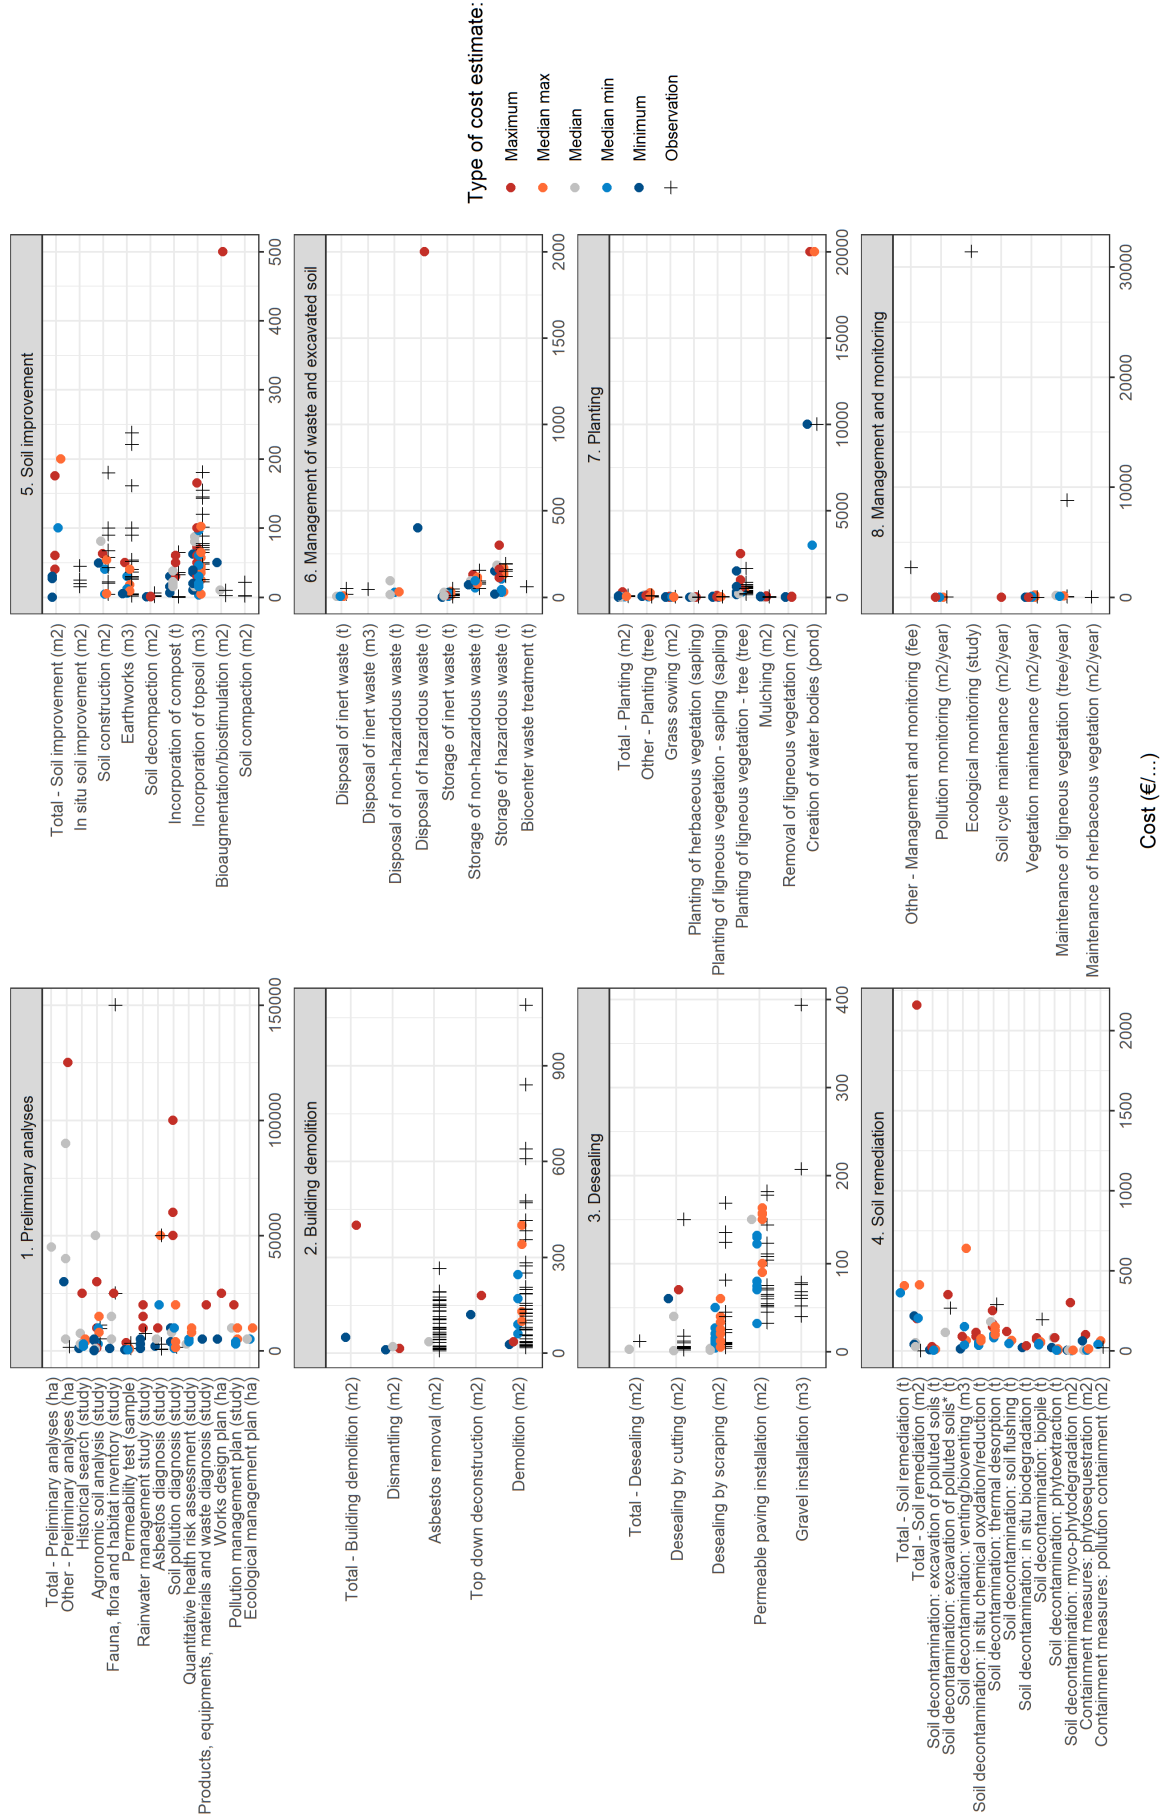 1. Preliminary analyses
Total - Preliminary analyses (ha)
Other - Preliminary analyses (ha)
Historical search (study)
Agronomic soil analysis (study)
Fauna, flora and habitat inventory (study)
Permeability test (sample)
Rainwater management study (study)
Asbestos diagnosis (study)
Soil pollution diagnosis (study)
Quantitative health risk assessment (study)
Products, equipments, materials and waste diagnosis (study)
Works design plan (ha)
Pollution management plan (study)
Ecological management plan (ha)
0
50000
100000
150000
5. Soil improvement
Total - Soil improvement (m2)
In situ soil improvement (m2)
Soil construction (m2)
Earthworks (m3)
Soil decompaction (m2)
Incorporation of compost (t)
Incorporation of topsoil (m3)
Bioaugmentation/biostimulation (m2)
Soil compaction (m2)
0
100
200
300
400
500
2. Building demolition
Total - Building demolition (m2)
Dismantling (m2)
Asbestos removal (m2)
Top down deconstruction (m2)
Demolition (m2)
0
300
600
900
6. Management of waste and excavated soil
Disposal of inert waste (t)
Disposal of inert waste (m3)
Disposal of non-hazardous waste (t)
Disposal of hazardous waste (t)
Storage of inert waste (t)
Storage of non-hazardous waste (t)
Storage of hazardous waste (t)
Biocenter waste treatment (t)
0
500
1000
1500
2000
3. Desealing
Total - Desealing (m2)
Desealing by cutting (m2)
Desealing by scraping (m2)
Permeable paving installation (m2)
Gravel installation (m3)
0
100
200
300
400
7. Planting
Total - Planting (m2)
Other - Planting (tree)
Grass sowing (m2)
Planting of herbaceous vegetation (sapling)
Planting of ligneous vegetation - sapling (sapling)
Planting of ligneous vegetation - tree (tree)
Mulching (m2)
Removal of ligneous vegetation (m2)
Creation of water bodies (pond)
0
5000
10000
15000
20000
4. Soil remediation
Total - Soil remediation (t)
Total - Soil remediation (m2)
Soil decontamination: excavation of polluted soils (t)
Soil decontamination: excavation of polluted soils* (t)
Soil decontamination: venting/bioventing (m3)
Soil decontamination: in situ chemical oxydation/reduction (t)
Soil decontamination: thermal desorption (t)
Soil decontamination: soil flushing (t)
Soil decontamination: in situ biodegradation (t)
Soil decontamination: biopile (t)
Soil decontamination: phytoextraction (t)
Soil decontamination: myco-phytodegradation (m2)
Containment measures: phytosequestration (m2)
Containment measures: pollution containment (m2)
0
500
1000
1500
2000
8. Management and monitoring
Other - Management and monitoring (fee)
Pollution monitoring (m2/year)
Ecological monitoring (study)
Soil cycle maintenance (m2/year)
Vegetation maintenance (m2/year)
Maintenance of ligneous vegetation (tree/year)
Maintenance of herbaceous vegetation (m2/year)
0
10000
20000
30000
Cost (€/...)
Type of cost estimate:
Maximum
Median max
Median
Median min
Minimum
Observation